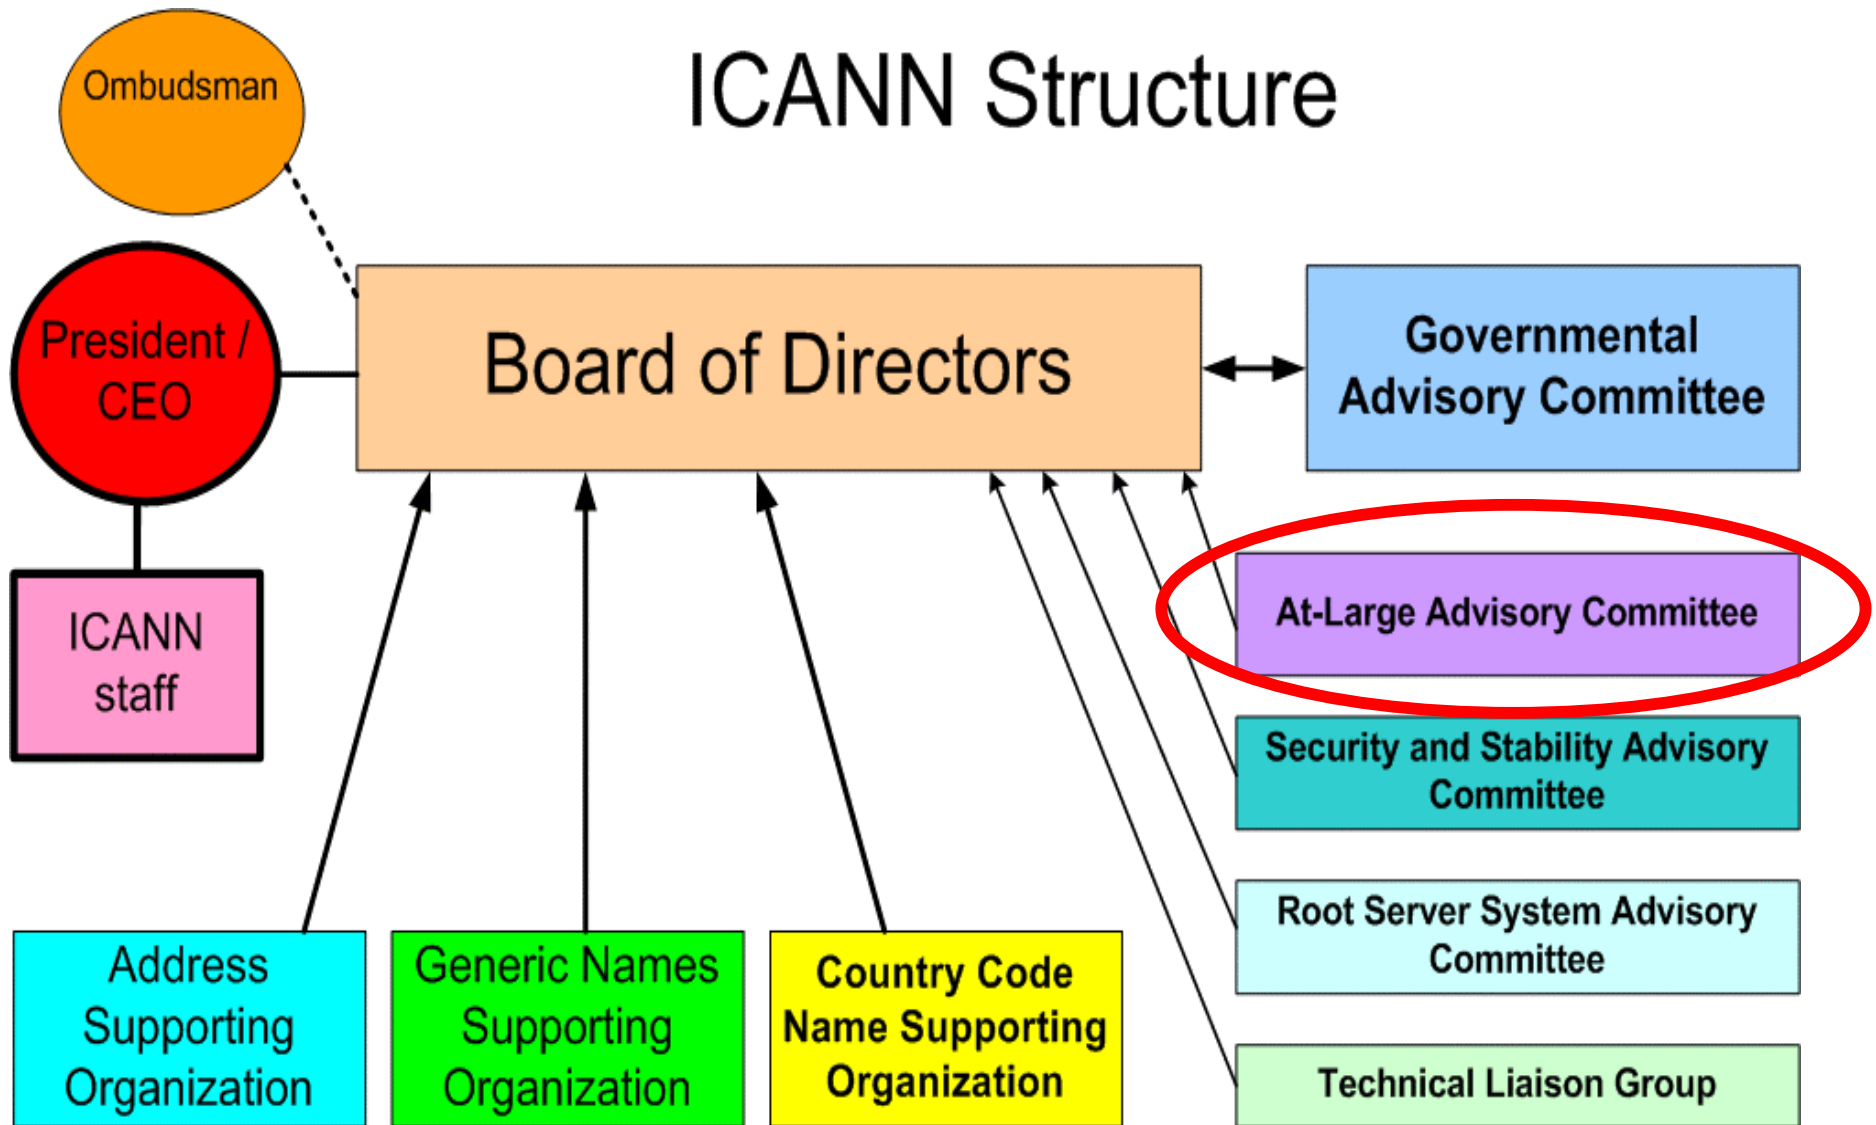 Ombudsman
ICANN Structure
President /
CEO
Board of Directors
Governmental
Advisory Committee
At-Large Advisory Committee
ICANN
staff
Security and Stability Advisory
Committee
Root Server System Advisory
Committee
Address
Supporting
Organization
Generic Names
Supporting
Organization
Country Code
Name Supporting
Organization
Technical Liaison Group